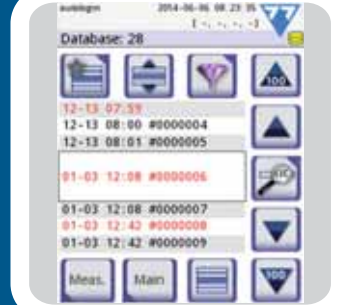 autologin 2014-06-06 08 23 35
[ -, -, -, -]
Database: 28
100
12-13 07:59
12-13 08:00 #0000004
12-13 08:01 #0000005
01-03 12:08 #0000006
01-03 12:08 #0000007
01-03 12:42 #0000008
01-03 12:42 #0000009
Meas.
Main
100